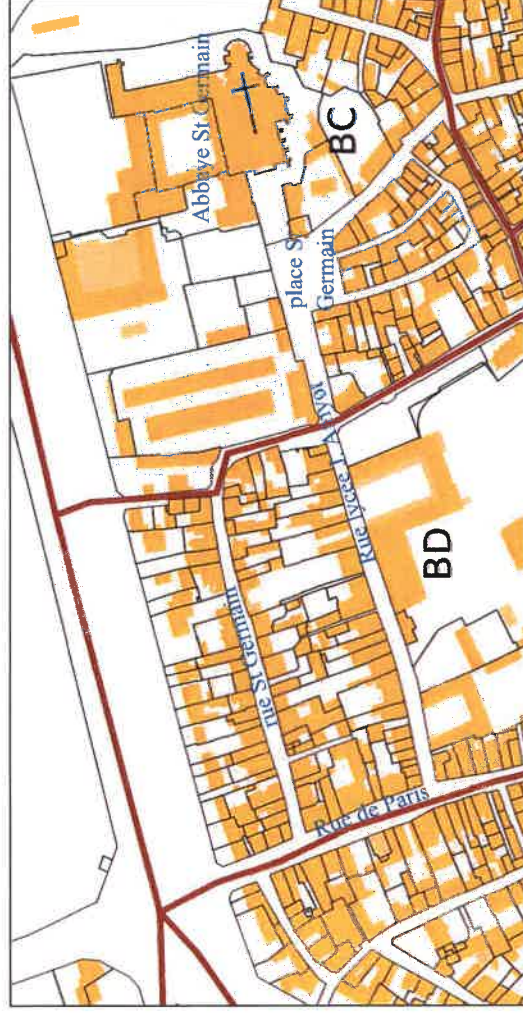 Abbaye St Germain
BC
place St
Germain
Rue lycée J. Amyot
BD
rue St Germain
Rue de Paris